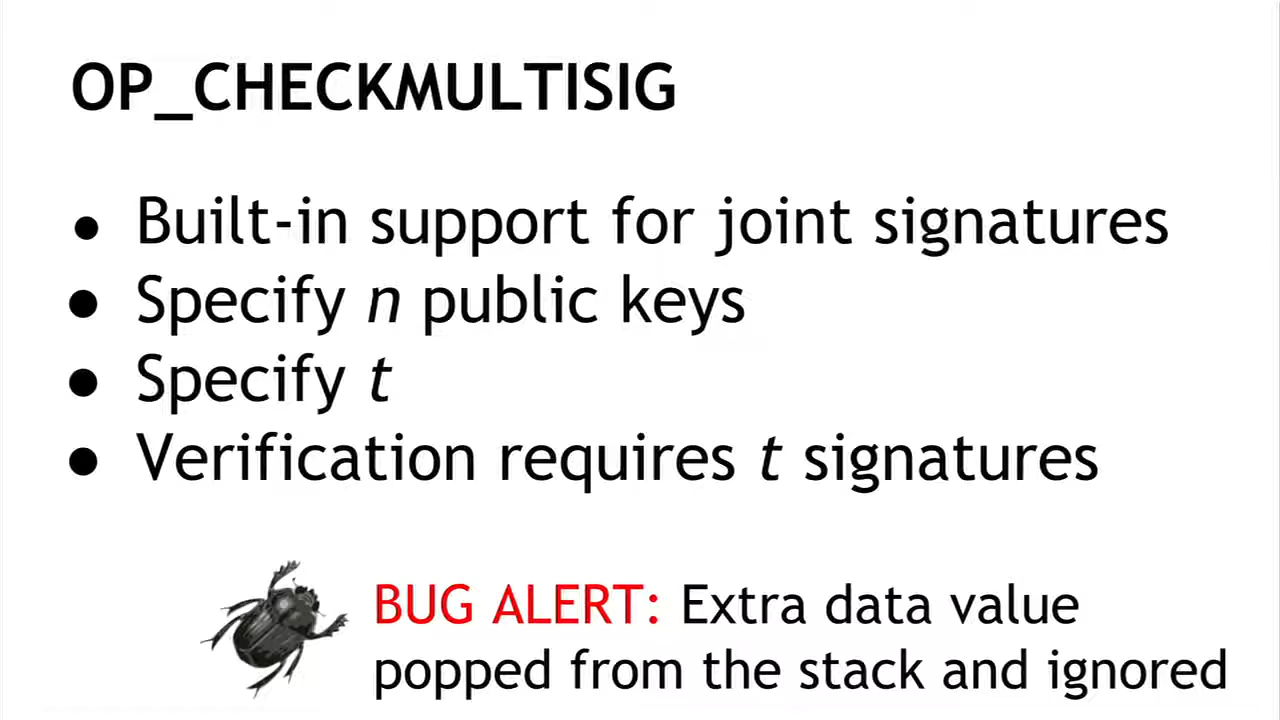 OP_CHECKMULTISIG
● Built-in support for joint signatures
● Specify n public keys
● Specify t
● Verification requires t signatures
BUG ALERT: Extra data value
popped from the stack and ignored